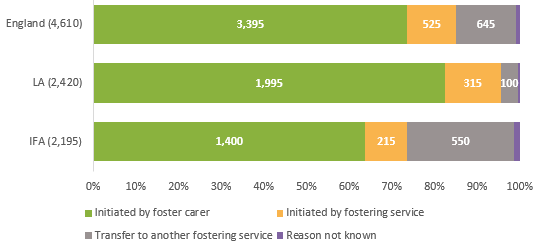 England (4,610) 3,395 525 645
LA (2,420) 1,995 315 100
IFA (2,195) 1,400 215 550
0% 10% 20% 30% 40% 50% 60% 70% 80% 90% 100%
Initiated by foster carer Initiated by fostering service
Transfer to another fostering service Reason not known